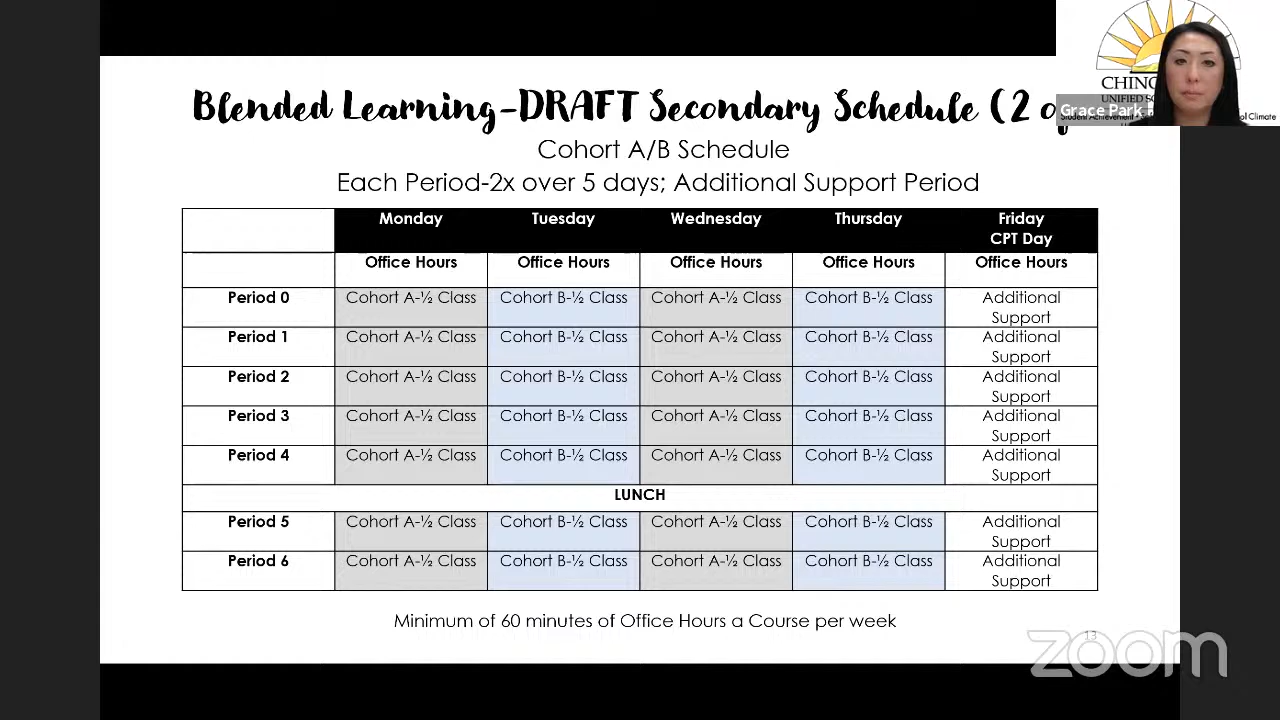 Blended Learning-DRAFT Secondary Schedule (2 of
Cohort A/B Schedule
Each Period-2x over 5 days; Additional Support Period
Monday Tuesday Wednesday Thursday Friday
CPT Day
Office Hours Office Hours Office Hours Office Hours Office Hours
Period 0 Cohort A-½ Class Cohort B-½ Class Cohort A-½ Class Cohort B-½ Class Additional
Support
Period 1 Cohort A-½ Class Cohort B-½ Class Cohort A-½ Class Cohort B-½ Class Additional
Support
Period 2 Cohort A-½ Class Cohort B-½ Class Cohort A-½ Class Cohort B-½ Class Additional
Support
Period 3 Cohort A-½ Class Cohort B-½ Class Cohort A-½ Class Cohort B-½ Class Additional
Support
Period 4 Cohort A-½ Class Cohort B-½ Class Cohort A-½ Class Cohort B-½ Class Additional
Support
LUNCH
Period 5 Cohort A-½ Class Cohort B-½ Class Cohort A-½ Class Cohort B-½ Class Additional
Support
Period 6 Cohort A-½ Class Cohort B-½ Class Cohort A-½ Class Cohort B-½ Class Additional
Support
Minimum of 60 minutes of Office Hours a Course per week
13
zoom
CHINO
UNIFIED
Grace Park
Student Achievement
of Climate